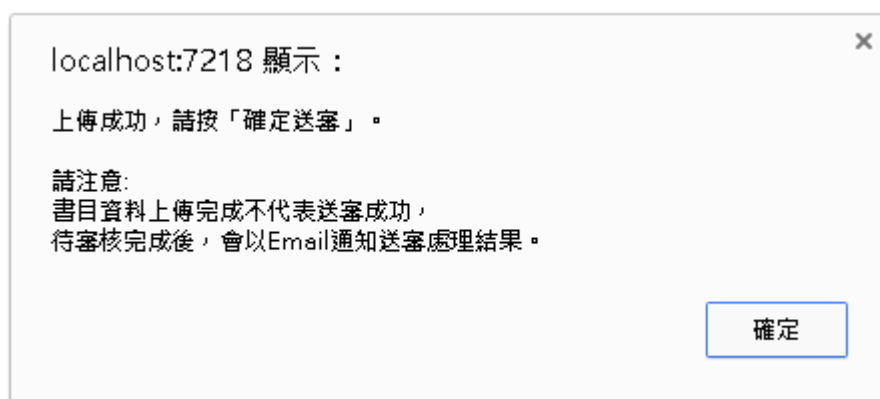 localhost:7218 顯示：
上傳成功，請按「確定送審」。
請注意:
書目資料上傳完成不代表送審成功，
待審核完成後，會以Email通知送審處理結果。
確定